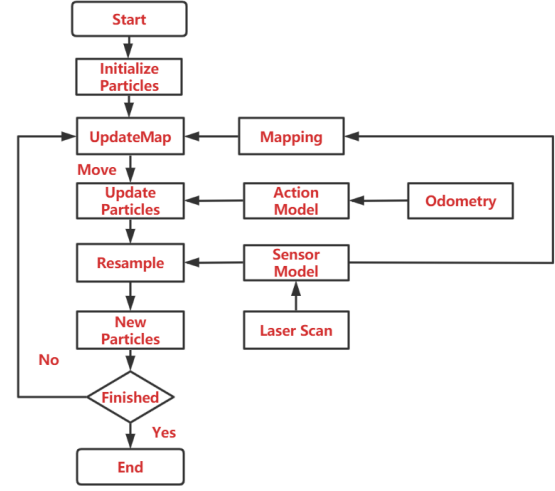 Start
Initialize
Particles
UpdateMap
Mapping
Move
Update
Particles
Action
Model
Odometry
Resample
Sensor
Model
New
Particles
Laser Scan
No
Finished
Yes
End